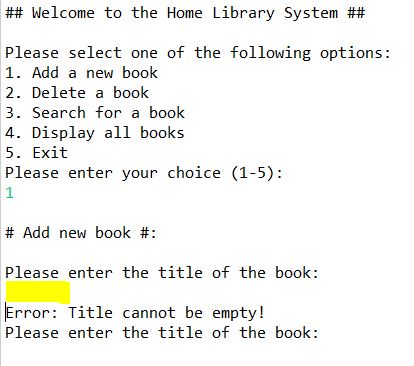 ## Welcome to the Home Library System ##
Please select one of the following options:
1. Add a new book
2. Delete a book
3. Search for a book
4. Display all books
5. Exit
Please enter your choice (1-5):
1
# Add new book #:
Please enter the title of the book:
Error: Title cannot be empty!
Please enter the title of the book: